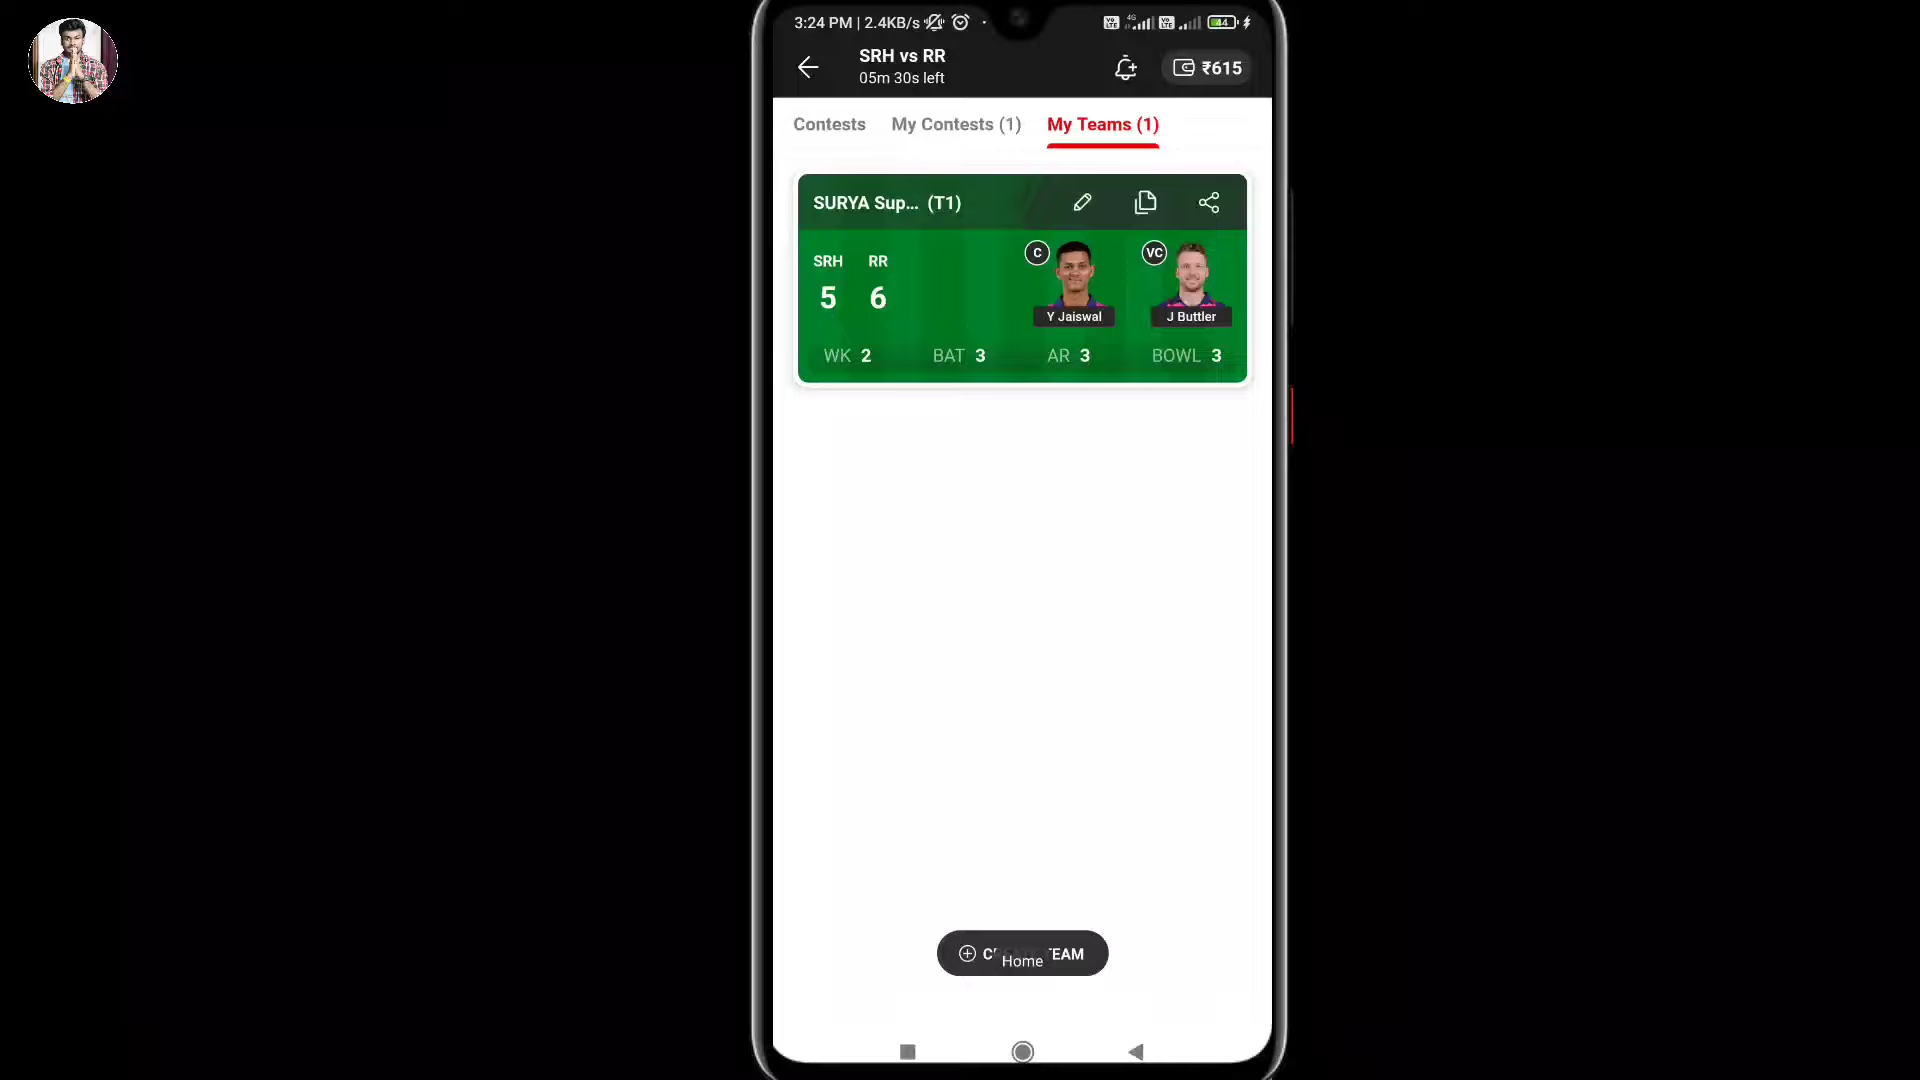 3:24 PM | 2.4KB/s
4G
44
SRH vs RR
05m 30s left
₹615
Contests
My Contests (1)
My Teams (1)
SURYA Sup... (T1)
SRH RR
5 6
C
VC
Y Jaiswal
J Buttler
WK 2
BAT 3
AR 3
BOWL 3
Home